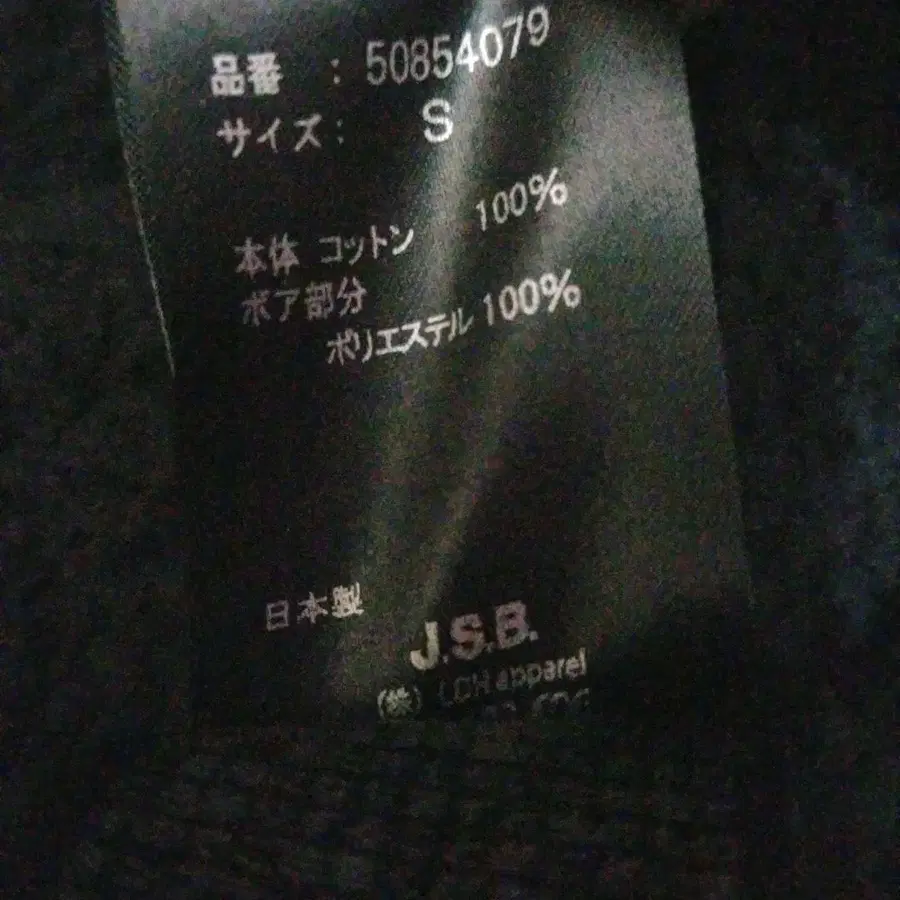 品番 : 50854079
サイズ: S
本体 コットン 100%
ボア部分
ポリエステル 100%
日本製
J.S.B.
(株) LDH apparel